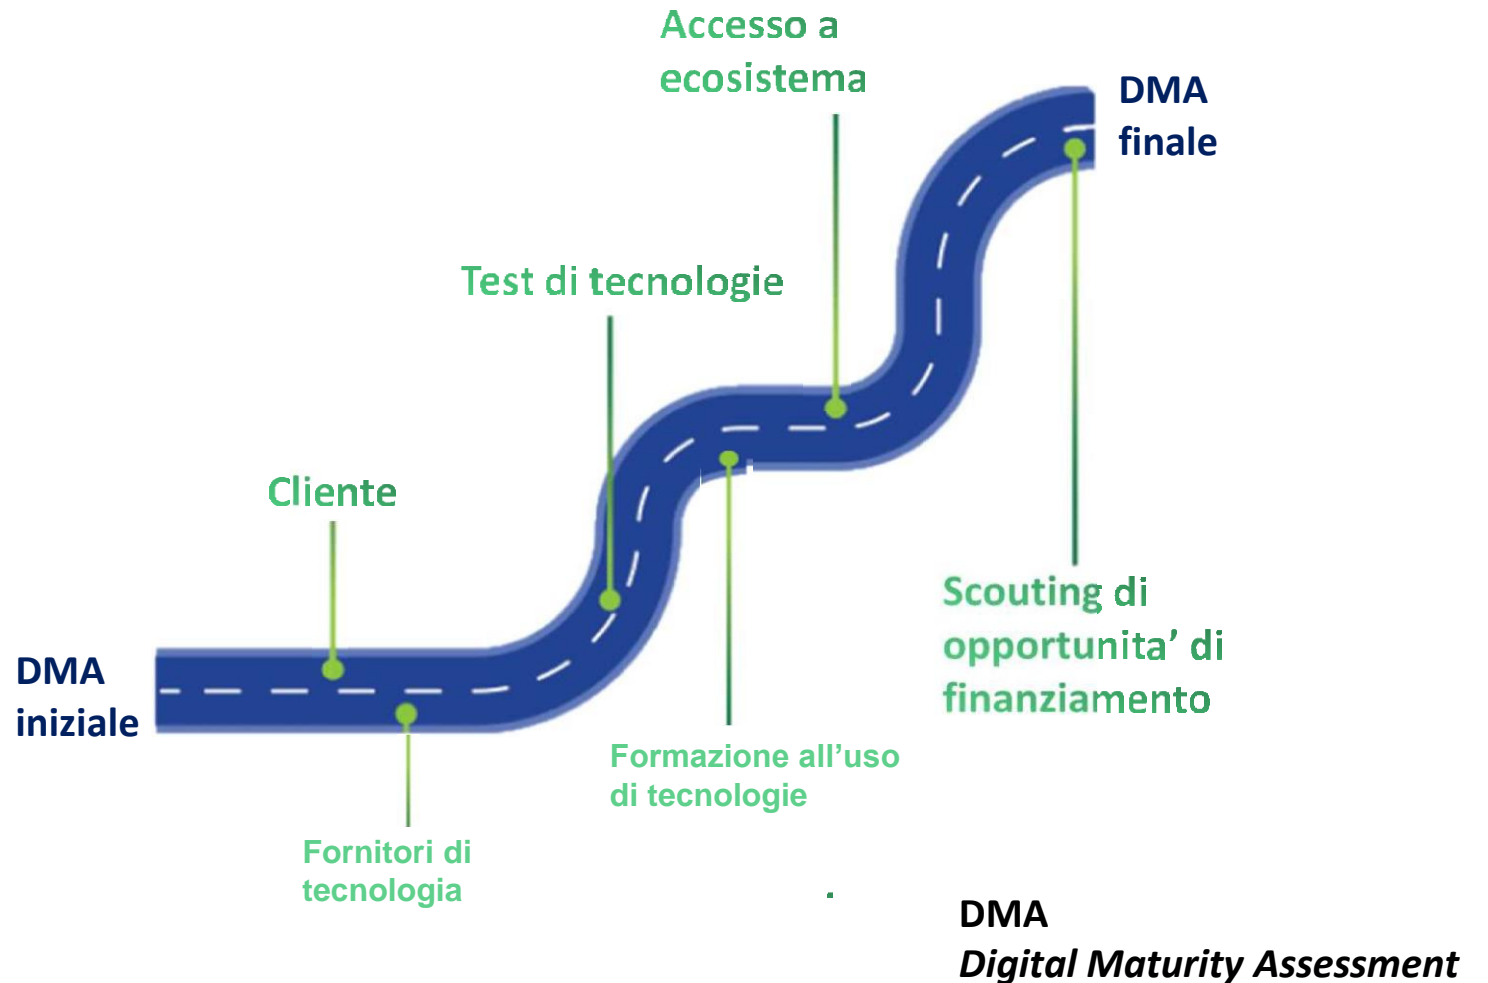 Accesso a
ecosistema
DMA
finale
Test di tecnologie
Cliente
Scouting di
opportunita’ di
finanziamento
DMA
iniziale
Formazione all’uso
di tecnologie
Fornitori di
tecnologia
DMA
Digital Maturity Assessment